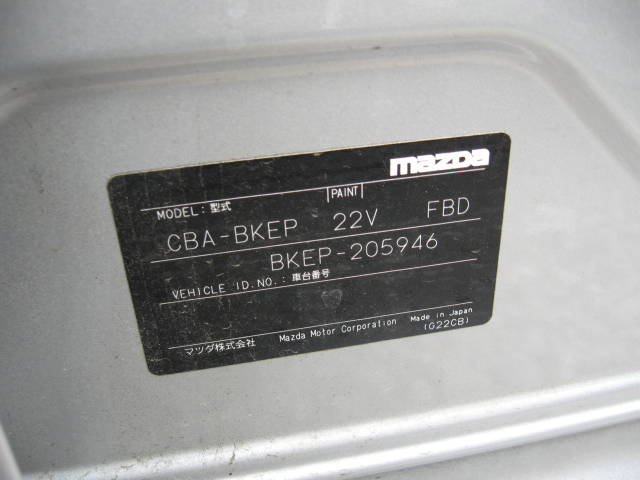 mazda
MODEL : 型式 PAINT
CBA-BKEP 22V FBD
BKEP-205946
VEHICLE ID.NO. : 車台番号
マツダ株式会社 Mazda Motor Corporation Made in Japan
(G22CB)